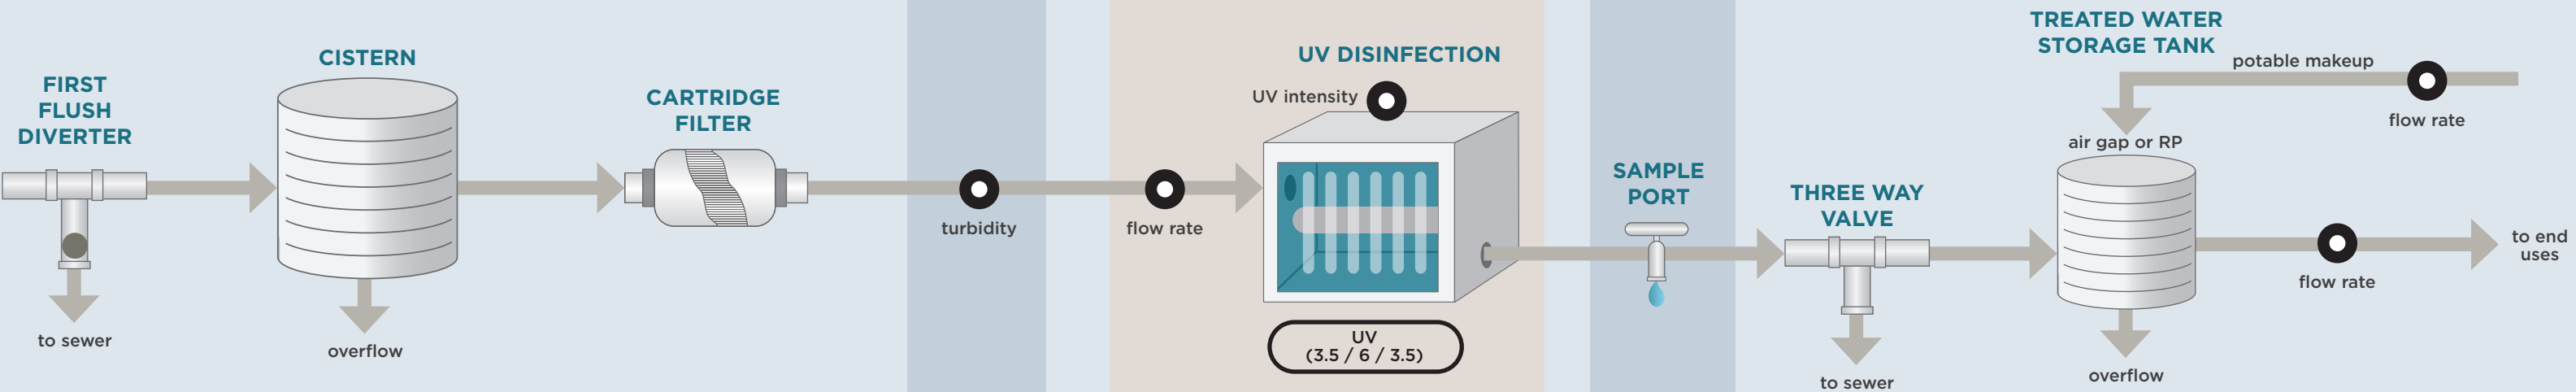 FIRST
FLUSH
DIVERTER
to sewer
CISTERN
overflow
CARTRIDGE
FILTER
turbidity
flow rate
UV DISINFECTION
UV intensity
UV
(3.5 / 6 / 3.5)
SAMPLE
PORT
THREE WAY
VALVE
to sewer
TREATED WATER
STORAGE TANK
potable makeup
flow rate
air gap or RP
overflow
flow rate
to end
uses